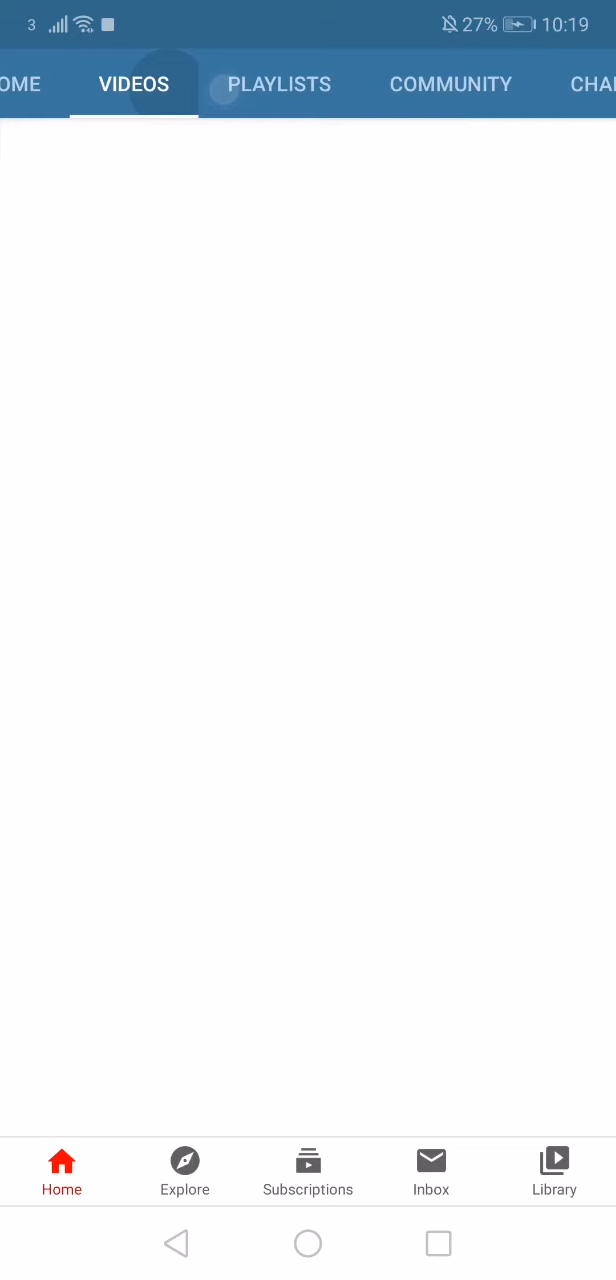 3 27% 10:19
OME VIDEOS PLAYLISTS COMMUNITY CHA
Home Explore Subscriptions Inbox Library